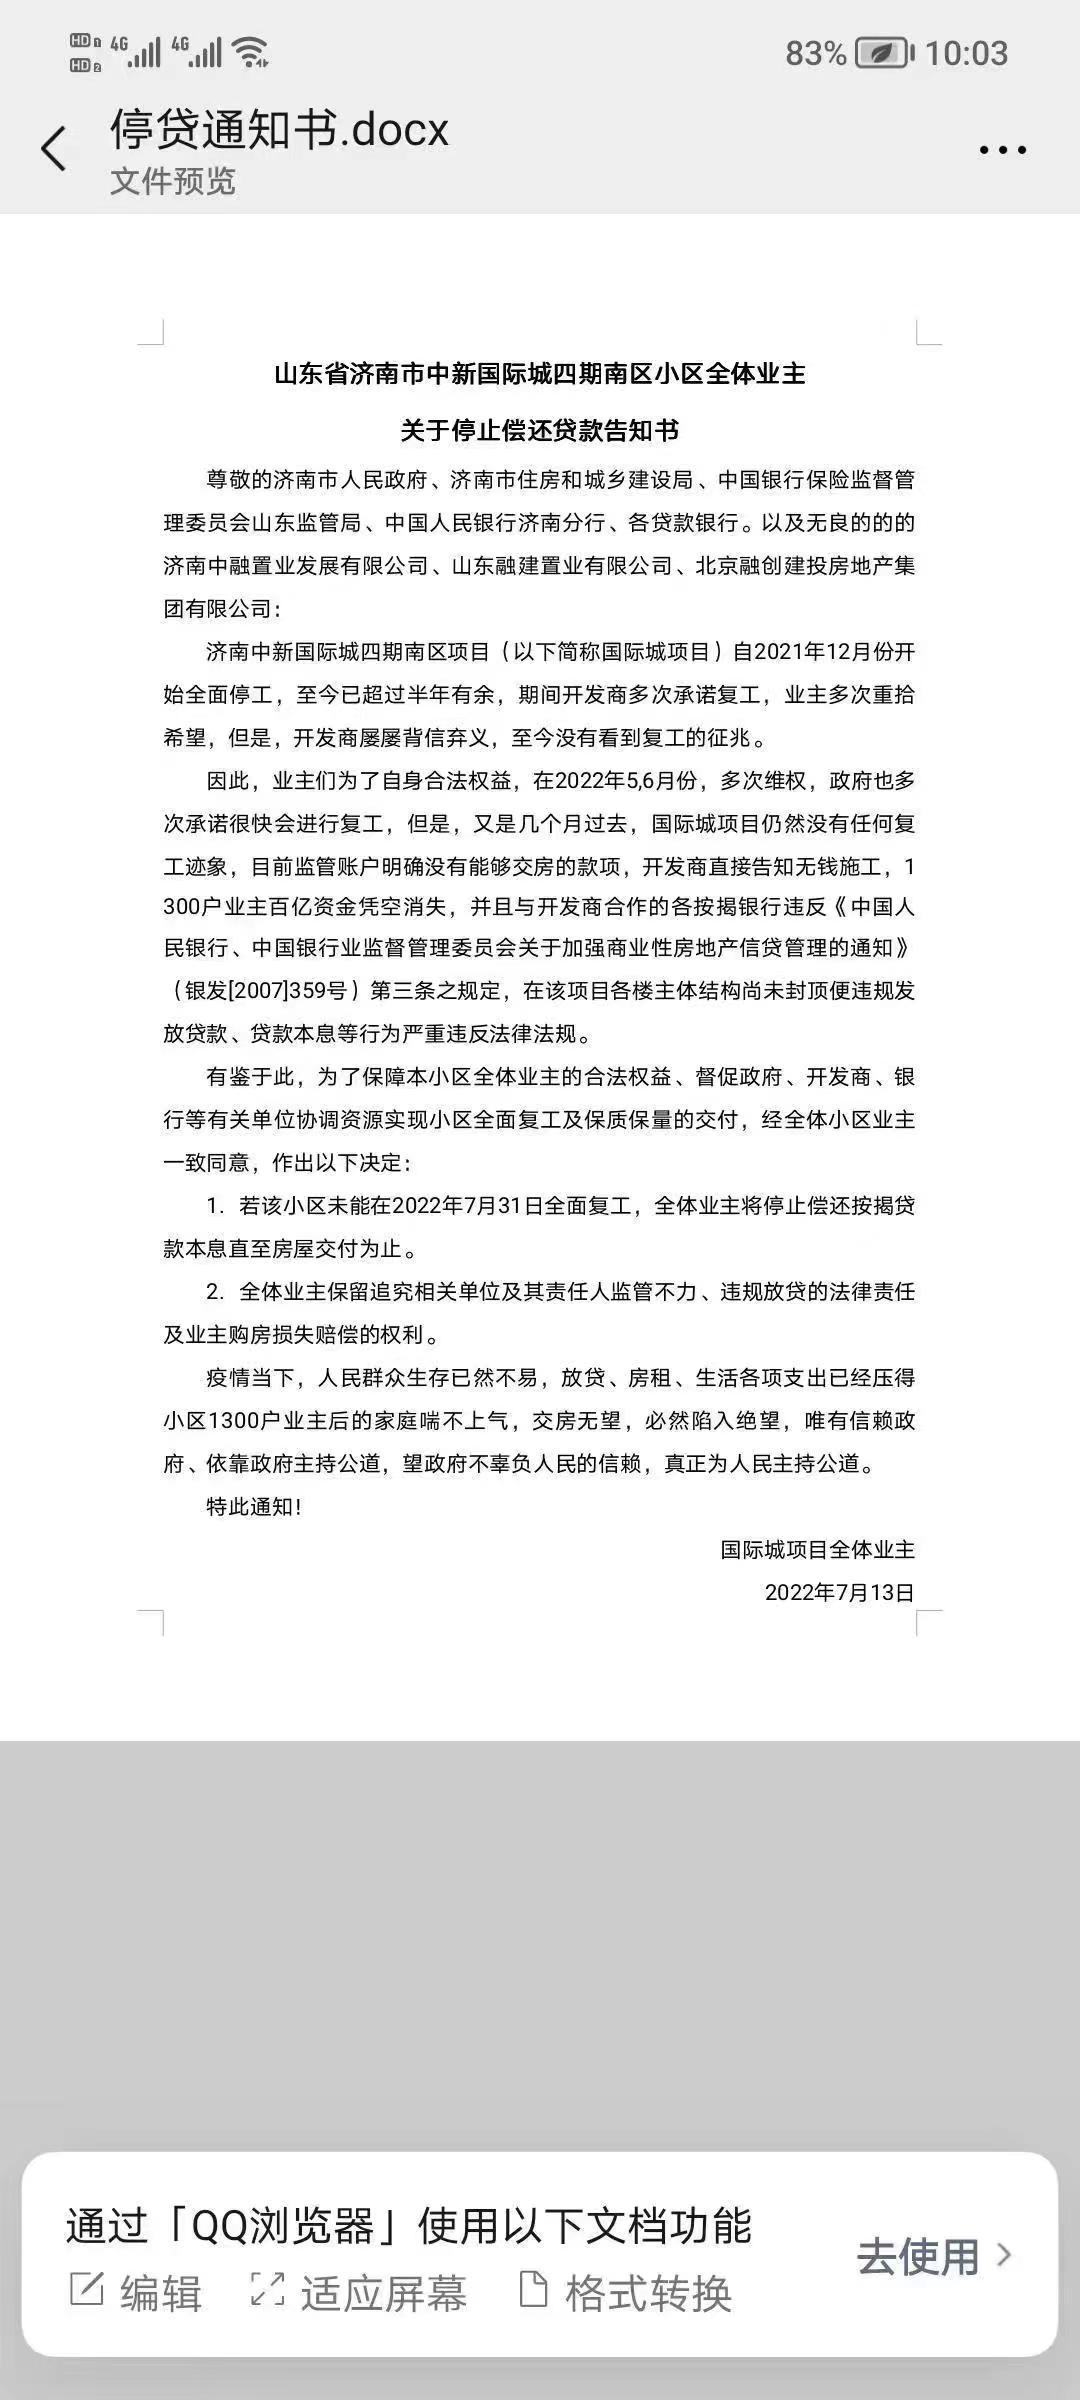 HD 1 4G 4G 83% 10:03
HD 2
停贷通知书.docx
文件预览
山东省济南市中新国际城四期南区小区全体业主
关于停止偿还贷款告知书
尊敬的济南市人民政府、济南市住房和城乡建设局、中国银行保险监督管
理委员会山东监管局、中国人民银行济南分行、各贷款银行。以及无良的的的
济南中融置业发展有限公司、山东融建置业有限公司、北京融创建投房地产集
团有限公司:
济南中新国际城四期南区项目（以下简称国际城项目）自2021年12月份开
始全面停工，至今已超过半年有余，期间开发商多次承诺复工，业主多次重拾
希望，但是，开发商屡屡背信弃义，至今没有看到复工的征兆。
因此，业主们为了自身合法权益，在2022年5,6月份，多次维权，政府也多
次承诺很快会进行复工，但是，又是几个月过去，国际城项目仍然没有任何复
工迹象，目前监管账户明确没有能够交房的款项，开发商直接告知无钱施工，1
300户业主百亿资金凭空消失，并且与开发商合作的各按揭银行违反《中国人
民银行、中国银行业监督管理委员会关于加强商业性房地产信贷管理的通知》
（银发[2007]359号）第三条之规定，在该项目各楼主体结构尚未封顶便违规发
放贷款、贷款本息等行为严重违反法律法规。
有鉴于此，为了保障本小区全体业主的合法权益、督促政府、开发商、银
行等有关单位协调资源实现小区全面复工及保质保量的交付，经全体小区业主
一致同意，作出以下决定:
1. 若该小区未能在2022年7月31日全面复工，全体业主将停止偿还按揭贷
款本息直至房屋交付为止。
2. 全体业主保留追究相关单位及其责任人监管不力、违规放贷的法律责任
及业主购房损失赔偿的权利。
疫情当下，人民群众生存已然不易，放贷、房租、生活各项支出已经压得
小区1300户业主后的家庭喘不上气，交房无望，必然陷入绝望，唯有信赖政
府、依靠政府主持公道，望政府不辜负人民的信赖，真正为人民主持公道。
特此通知!
国际城项目全体业主
2022年7月13日
通过「QQ浏览器」使用以下文档功能
去使用
编辑 适应屏幕 格式转换